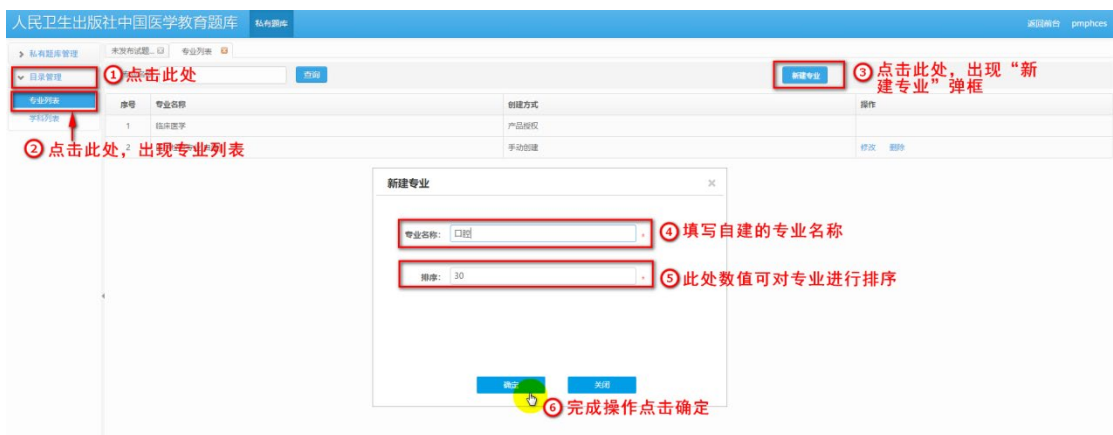 人民卫生出版社中国医学教育题库 私有题库 返回前台 pmphces
私有题库管理 未发布试题... 专业列表
目录管理 ①点击此处 查询 新建专业 ③点击此处，出现“新
建专业”弹框
专业列表 序号 专业名称 创建方式 操作
学科列表 1 临床医学 产品授权
②点击此处，出现专业列表 2 手动创建 修改 删除
新建专业 ×
专业名称： 口腔 * ④填写自建的专业名称
排序： 30 * ⑤此处数值可对专业进行排序
确定 关闭
⑥完成操作点击确定